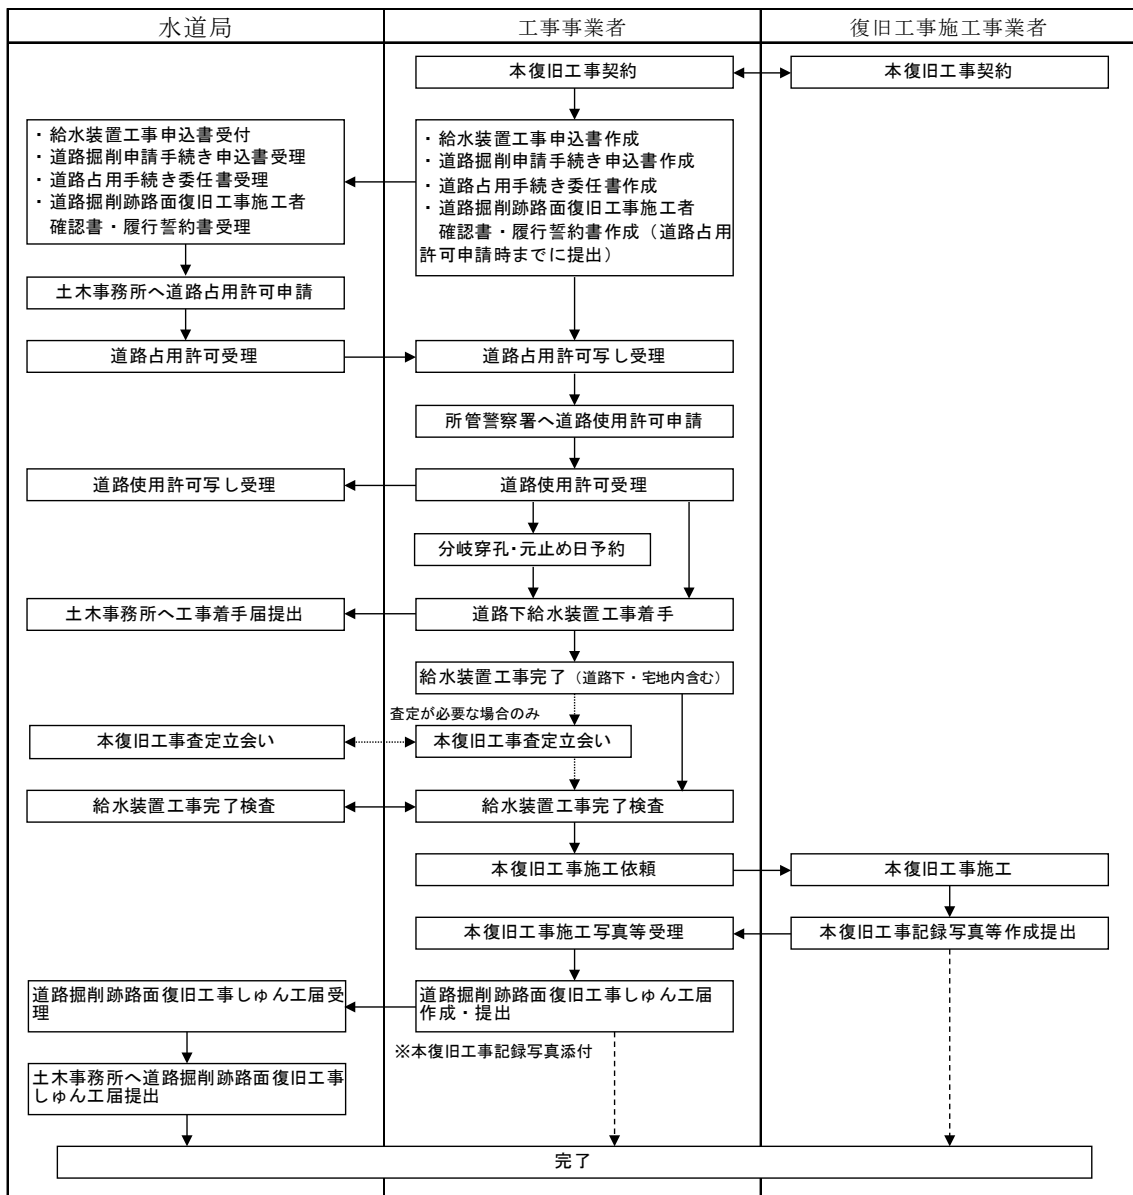 水道局
工事事業者
復旧工事施工事業者
本復旧工事契約
本復旧工事契約
・給水装置工事申込書受付
・道路掘削申請手続き申込書受理
・道路占用手続き委任書受理
・道路掘削跡路面復旧工事施工者
確認書・履行誓約書受理
・給水装置工事申込書作成
・道路掘削申請手続き申込書作成
・道路占用手続き委任書作成
・道路掘削跡路面復旧工事施工者
確認書・履行誓約書作成（道路占用
許可申請時までに提出）
土木事務所へ道路占用許可申請
道路占用許可受理
道路占用許可写し受理
所管警察署へ道路使用許可申請
道路使用許可写し受理
道路使用許可受理
分岐穿孔・元止め日予約
土木事務所へ工事着手届提出
道路下給水装置工事着手
給水装置工事完了（道路下・宅地内含む）
査定が必要な場合のみ
本復旧工事査定立会い
本復旧工事査定立会い
給水装置工事完了検査
給水装置工事完了検査
本復旧工事施工依頼
本復旧工事施工
本復旧工事施工写真等受理
本復旧工事記録写真等作成提出
道路掘削跡路面復旧工事しゅん工届受
理
道路掘削跡路面復旧工事しゅん工届
作成・提出
※本復旧工事記録写真添付
土木事務所へ道路掘削跡路面復旧工事
しゅん工届提出
完了